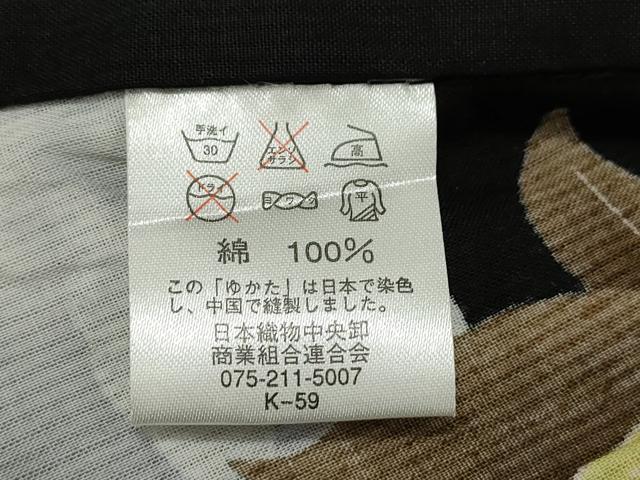 手洗イ 30 エンソ サラシ 高
ドライ ヨワク 平
綿 100%
この「ゆかた」は日本で染色
し、中国で縫製しました。
日本織物中央卸
商業組合連合会
075-211-5007
K-59